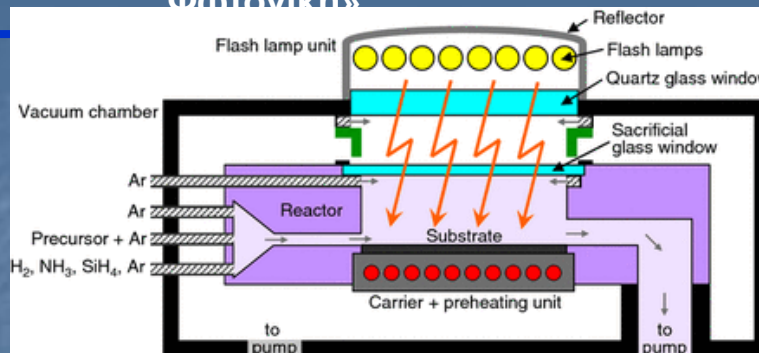 Фотоніка»
Reflector
Flash lamp unit
Flash lamps
Quartz glass window
Vacuum chamber
Sacrificial
glass window
Ar
Ar
Reactor
Precursor + Ar
Substrate
H₂, NH₃, SiH₄, Ar
Carrier + preheating unit
to
pump
to
pump